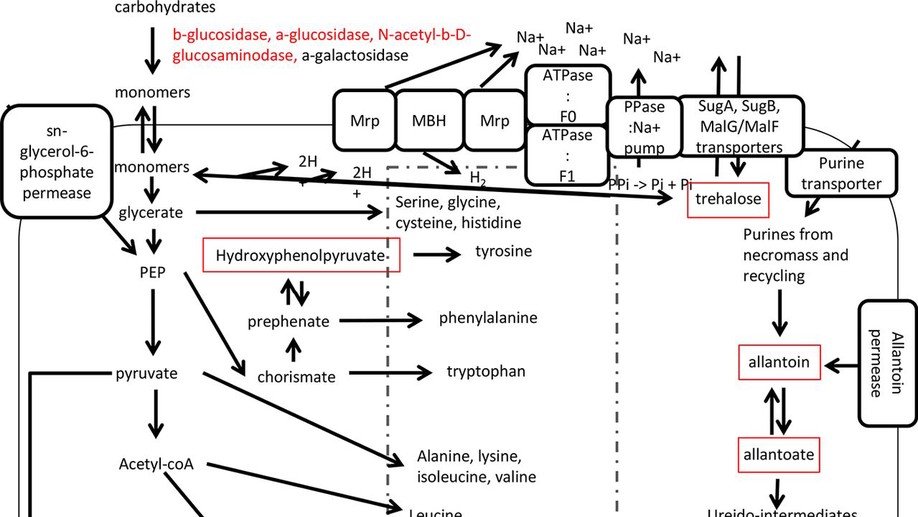 carbohydrates
b-glucosidase, a-glucosidase, N-acetyl-b-D-
glucosaminodase, a-galactosidase
monomers
Na+
Na+
Na+
Na+
Na+
Na+
sn-
glycerol-6-
phosphate
permease
Mrp
MBH
Mrp
ATPase
:
F0
ATPase
:
F1
PPase
:Na+
pump
SugA, SugB,
MalG/MalF
transporters
Purine
transporter
monomers
2H
+
2H
+
H2
PPi -> Pi + Pi
trehalose
glycerate
Serine, glycine,
cysteine, histidine
Purines from
necromass and
recycling
PEP
Hydroxyphenolpyruvate
tyrosine
prephenate
phenylalanine
pyruvate
chorismate
tryptophan
allantoin
Allantoin
permease
Acetyl-coA
Alanine, lysine,
isoleucine, valine
allantoate
Leucine
Ureido-intermediates